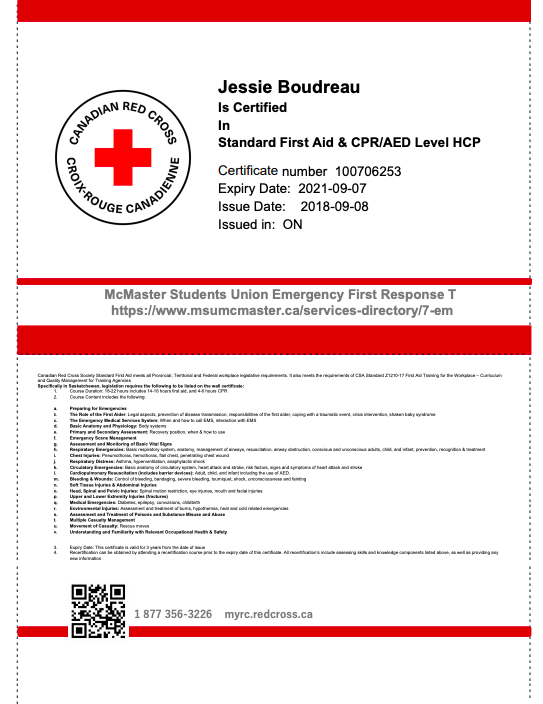 CANADIAN RED CROSS
CROIX-ROUGE CANADIENNE
Jessie Boudreau
Is Certified
In
Standard First Aid & CPR/AED Level HCP
Certificate number 100706253
Expiry Date: 2021-09-07
Issue Date: 2018-09-08
Issued in: ON
McMaster Students Union Emergency First Response T
https://www.msumcmaster.ca/services-directory/7-em
Canadian Red Cross Society Standard First Aid meets all Provincial, Territorial and Federal workplace legislative requirements. It also meets the requirements of CSA Standard Z1210-17 First Aid Training for the Workplace – Curriculum
and Quality Management for Training Agencies
Specifically in Saskatchewan, legislation requires the following to be listed on the wall certificate:
1. Course Duration: 16-22 hours includes 14-16 hours first aid, and 4-6 hours CPR
2. Course Content includes the following:
a. Preparing for Emergencies
b. The Role of the First Aider: Legal aspects, prevention of disease transmission, responsibilities of the first aider, coping with a traumatic event, crisis intervention, shaken baby syndrome
c. The Emergency Medical Services System: When and how to call EMS, interaction with EMS
d. Basic Anatomy and Physiology: Body systems
e. Primary and Secondary Assessment: Recovery position, when & how to use
f. Emergency Scene Management
g. Assessment and Monitoring of Basic Vital Signs
h. Respiratory Emergencies: Basic respiratory system, anatomy, management of airways, resuscitation, airway obstruction, conscious and unconscious adults, child and infant, prevention, recognition & treatment
i. Chest Injuries: Pneumothorax, hemothorax, flail chest, penetrating chest wound
j. Respiratory Distress: Asthma, hyperventilation, anaphylactic shock
k. Circulatory Emergencies: Basic anatomy of circulatory system, heart attack and stroke, risk factors, signs and symptoms of heart attack and stroke
l. Cardiopulmonary Resuscitation (includes barrier devices): Adult, child, and infant including the use of AED.
m. Bleeding & Wounds: Control of bleeding, bandaging, severe bleeding, tourniquet, shock, unconsciousness and fainting
n. Soft Tissue Injuries & Abdominal Injuries
o. Head, Spinal and Pelvic Injuries: Spinal motion restriction, eye injuries, mouth and facial injuries
p. Upper and Lower Extremity Injuries (fractures)
q. Medical Emergencies: Diabetes, epilepsy, convulsions, childbirth
r. Environmental Injuries: Assessment and treatment of burns, hypothermia, heat and cold related emergencies
s. Assessment and Treatment of Poisons and Substance Misuse and Abuse
t. Multiple Casualty Management
u. Movement of Casualty: Rescue moves
v. Understanding and Familiar with Relevant Occupational Health & Safety
3. Expiry Date: This certificate is valid for 3 years from the date of issue
4. Recertification can be obtained by attending a recertification course prior to the expiry date of this certificate. All recertification's include assessing skills and knowledge components listed above, as well as providing any
new information
1 877 356-3226 myrc.redcross.ca